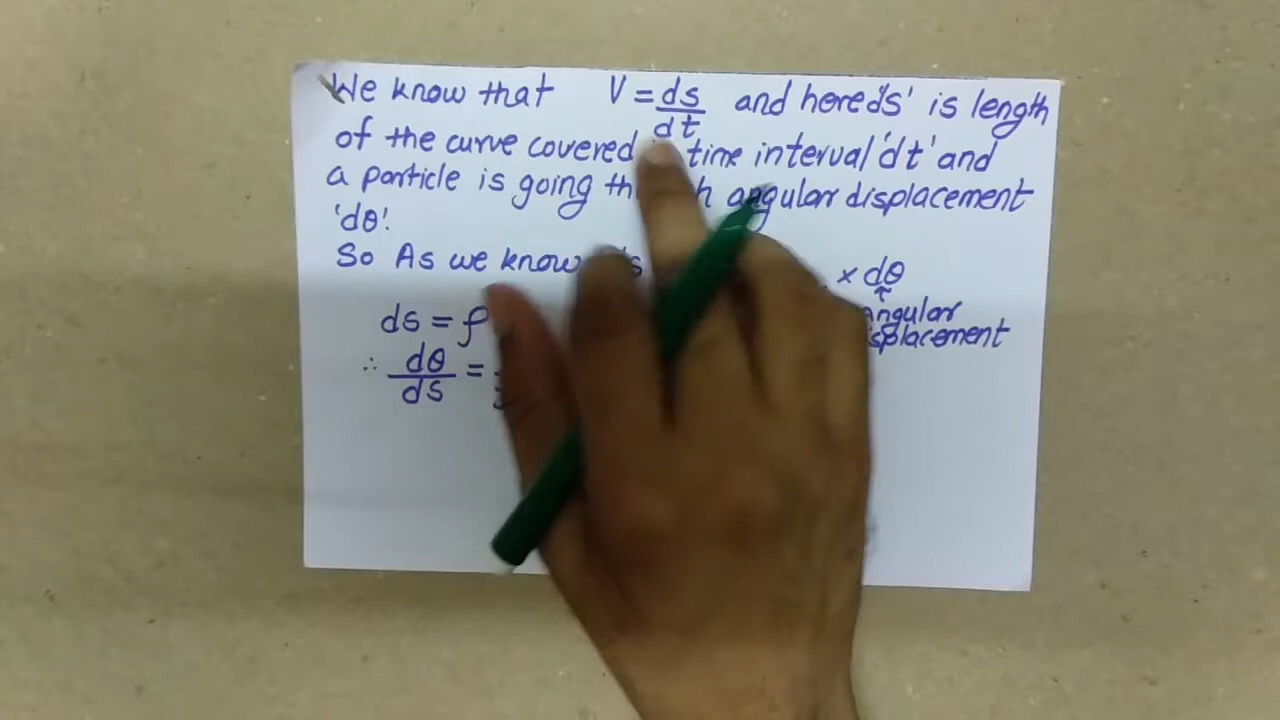 We know that V = ds/dt and here 'ds' is length
of the curve covered time interval 'dt' and
a particle is going angular displacement
'dθ'.
So As we know × dθ
↑
angular
ds = ρ
∴ dθ/ds =